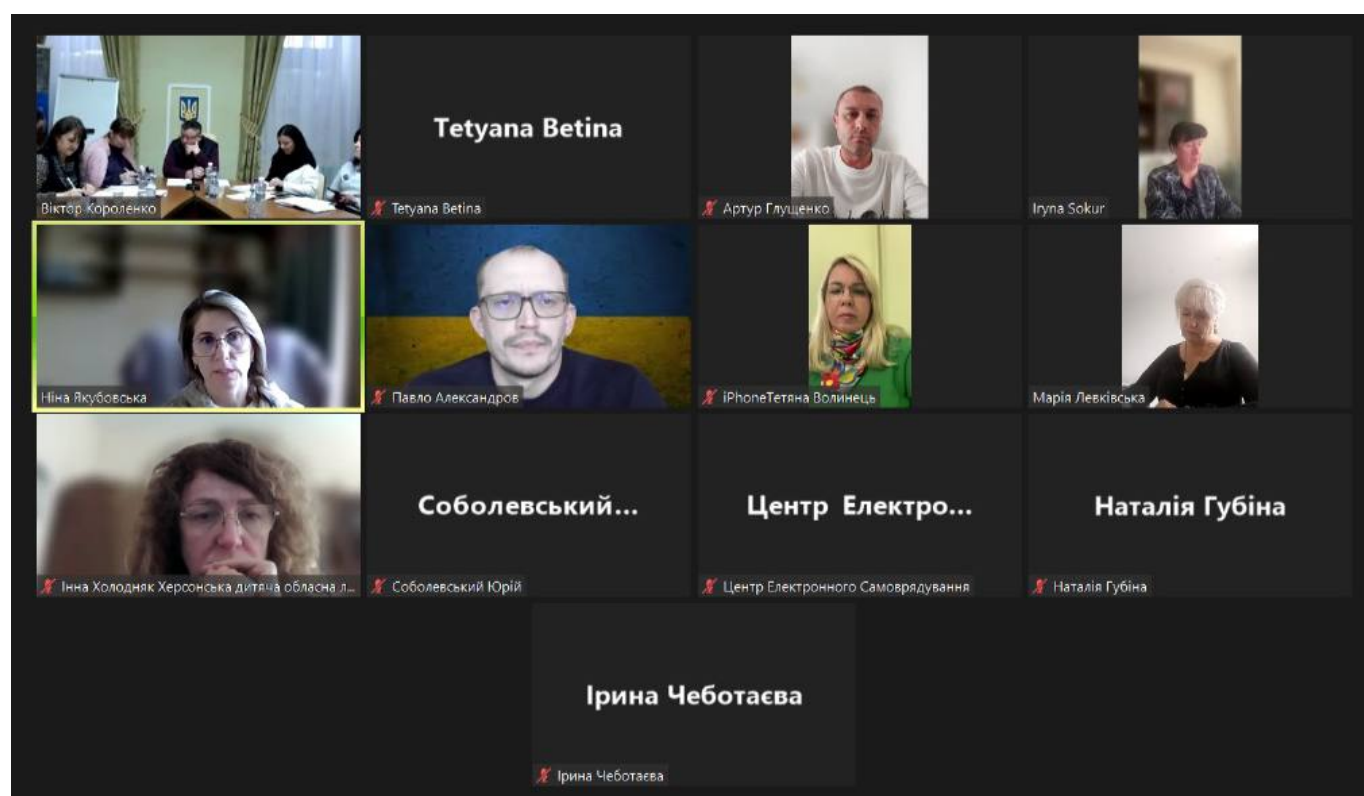 Віктор Короленко
Tetyana Betina
Tetyana Betina
Артур Глущенко
Iryna Sokur
Ніна Якубовська
Павло Александров
iPhoneТетяна Волинець
Марія Левківська
Інна Холодняк Херсонська дитяча обласна л...
Соболевський...
Соболевський Юрій
Центр Електро...
Центр Електронного Самоврядування
Наталія Губіна
Наталія Губіна
Ірина Чеботаєва
Ірина Чеботаєва